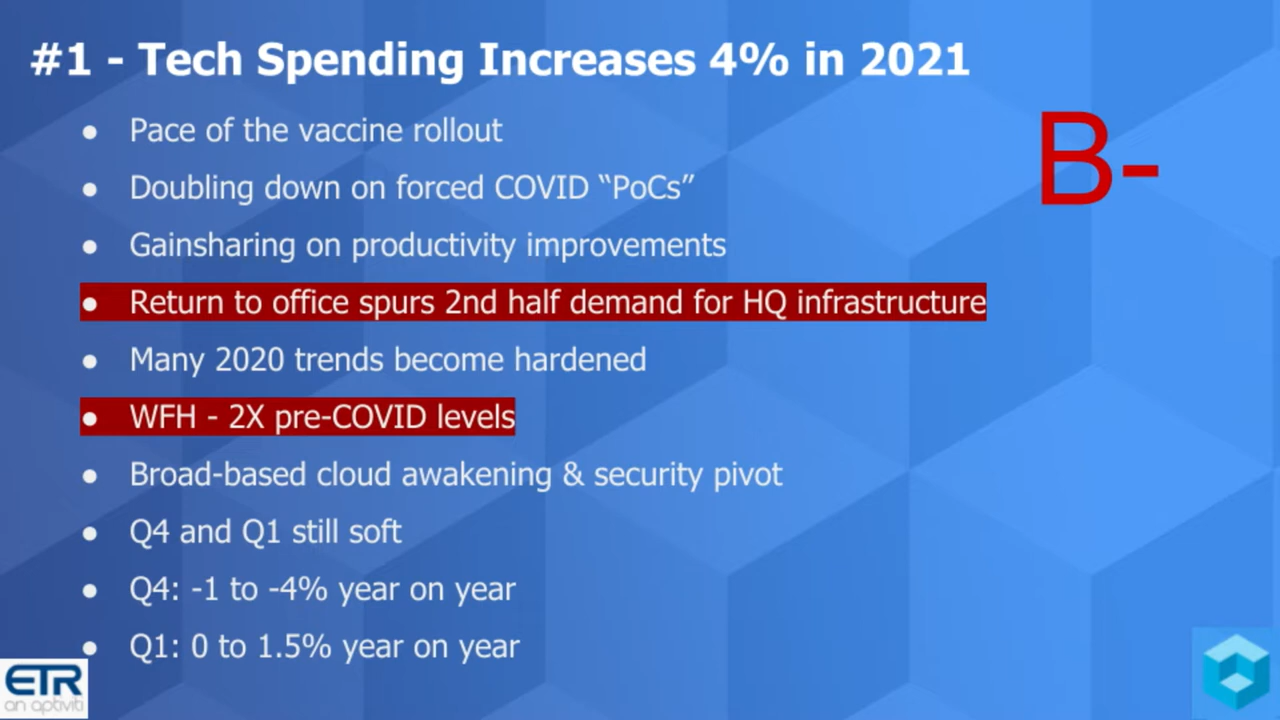 #1 - Tech Spending Increases 4% in 2021
B-
● Pace of the vaccine rollout
● Doubling down on forced COVID “PoCs”
● Gainsharing on productivity improvements
● Return to office spurs 2nd half demand for HQ infrastructure
● Many 2020 trends become hardened
● WFH - 2X pre-COVID levels
● Broad-based cloud awakening & security pivot
● Q4 and Q1 still soft
● Q4: -1 to -4% year on year
● Q1: 0 to 1.5% year on year
ETR
an aptiviti